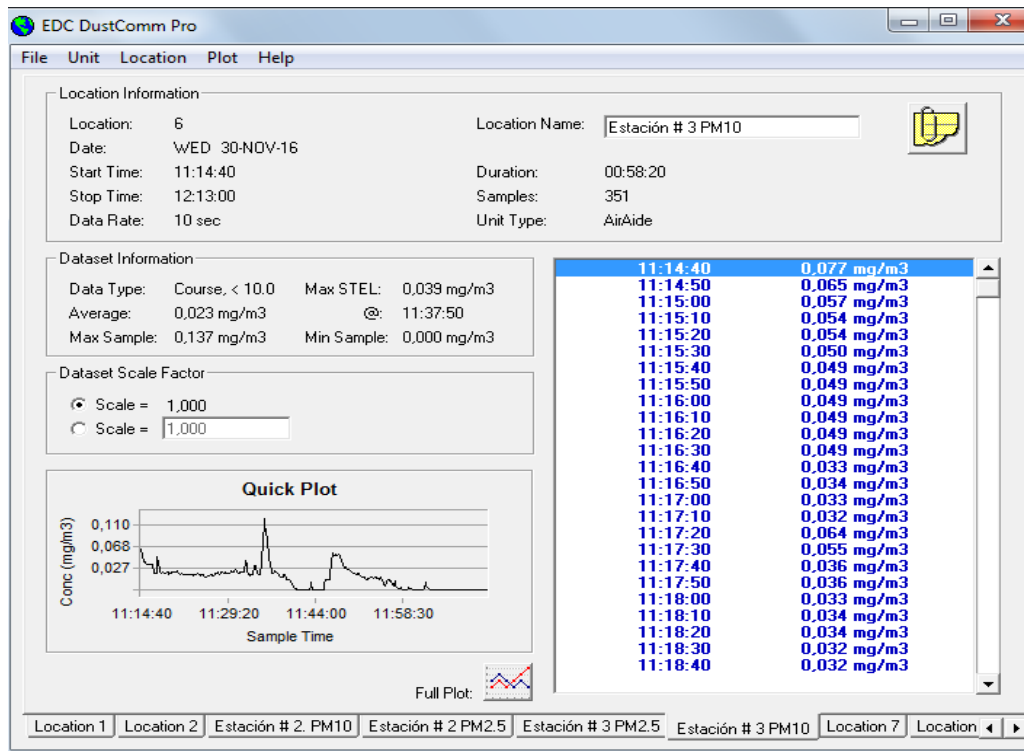 EDC DustComm Pro
File Unit Location Plot Help
Location Information
Location: 6
Location Name: Estación # 3 PM10
Date: WED 30-NOV-16
Start Time: 11:14:40
Duration: 00:58:20
Stop Time: 12:13:00
Samples: 351
Data Rate: 10 sec
Unit Type: AirAide
Dataset Information
Data Type: Course, < 10.0 Max STEL: 0,039 mg/m3
Average: 0,023 mg/m3 @: 11:37:50
Max Sample: 0,137 mg/m3 Min Sample: 0,000 mg/m3
Dataset Scale Factor
Scale = 1,000
Scale = 1,000
Quick Plot
Conc (mg/m3)
0,110
0,068
0,027
11:14:40 11:29:20 11:44:00 11:58:30
Sample Time
Full Plot:
11:14:40 0,077 mg/m3
11:14:50 0,065 mg/m3
11:15:00 0,057 mg/m3
11:15:10 0,054 mg/m3
11:15:20 0,054 mg/m3
11:15:30 0,050 mg/m3
11:15:40 0,049 mg/m3
11:15:50 0,049 mg/m3
11:16:00 0,049 mg/m3
11:16:10 0,049 mg/m3
11:16:20 0,049 mg/m3
11:16:30 0,049 mg/m3
11:16:40 0,033 mg/m3
11:16:50 0,034 mg/m3
11:17:00 0,033 mg/m3
11:17:10 0,032 mg/m3
11:17:20 0,064 mg/m3
11:17:30 0,055 mg/m3
11:17:40 0,036 mg/m3
11:17:50 0,036 mg/m3
11:18:00 0,033 mg/m3
11:18:10 0,034 mg/m3
11:18:20 0,034 mg/m3
11:18:30 0,032 mg/m3
11:18:40 0,032 mg/m3
Location 1 Location 2 Estación # 2. PM10 Estación # 2 PM2.5 Estación # 3 PM2.5 Estación # 3 PM10 Location 7 Location